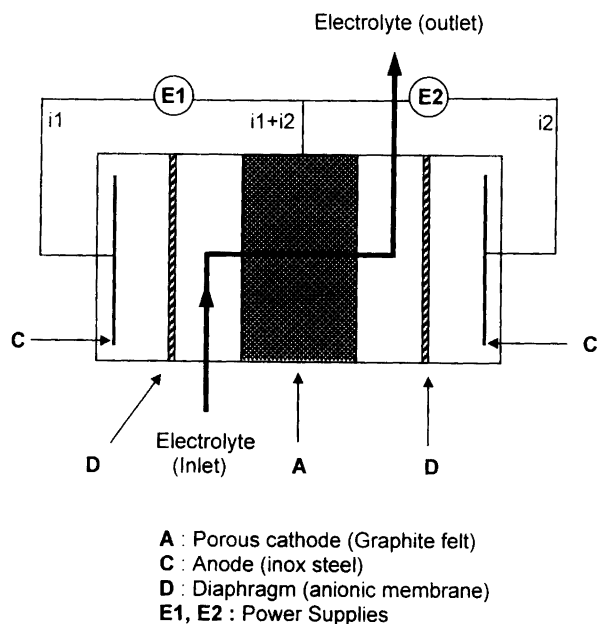 Electrolyte (outlet)
E1
E2
i1
i1+i2
i2
C
C
D
Electrolyte
(Inlet)
A
D
A : Porous cathode (Graphite felt)
C : Anode (inox steel)
D : Diaphragm (anionic membrane)
E1, E2 : Power Supplies